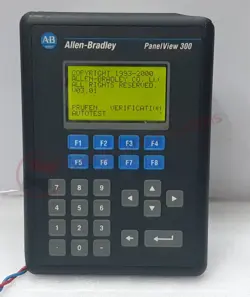 AB Allen-Bradley PanelView 300
COPYRIGHT 1993-2000
ALLEN-BRADLEY CO. LLC
ALL RIGHTS RESERVED.
V03.01
PRUFEN VERIFICATION
AUTOTEST
F1 F2 F3 F4
F5 F6 F7 F8
7 8 9
4 5 6
1 2 3
. 0 -